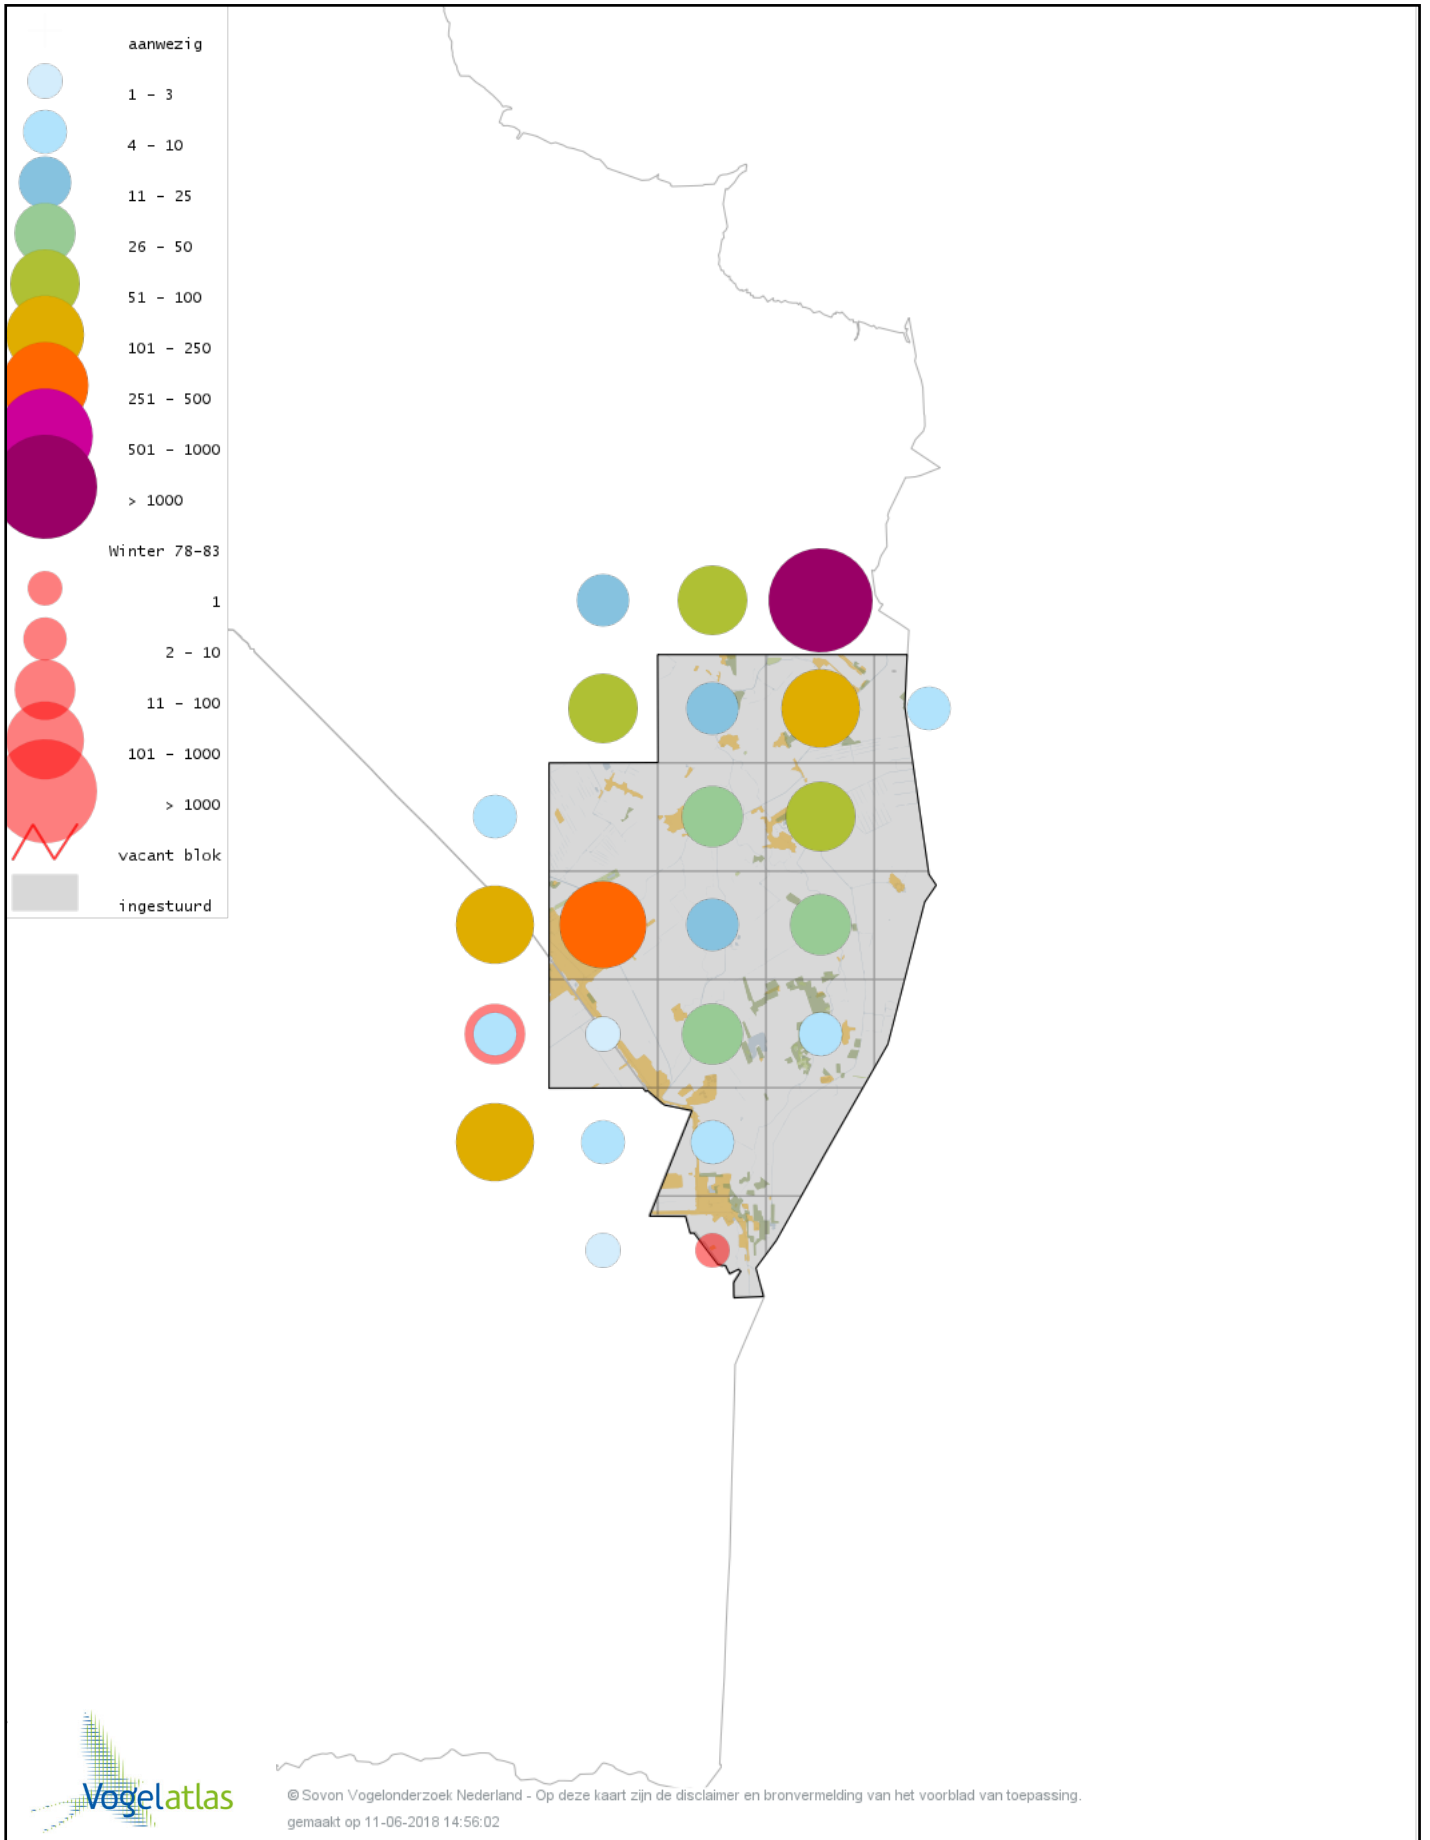 aanwezig
1 - 3
4 - 10
11 - 25
26 - 50
51 - 100
101 - 250
251 - 500
501 - 1000
> 1000
Winter 78-83
1
2 - 10
11 - 100
101 - 1000
> 1000
vacant blok
ingestuurd
Vogelatlas
© Sovon Vogelonderzoek Nederland - Op deze kaart zijn de disclaimer en bronvermelding van het voorblad van toepassing.
gemaakt op 11-06-2018 14:56:02